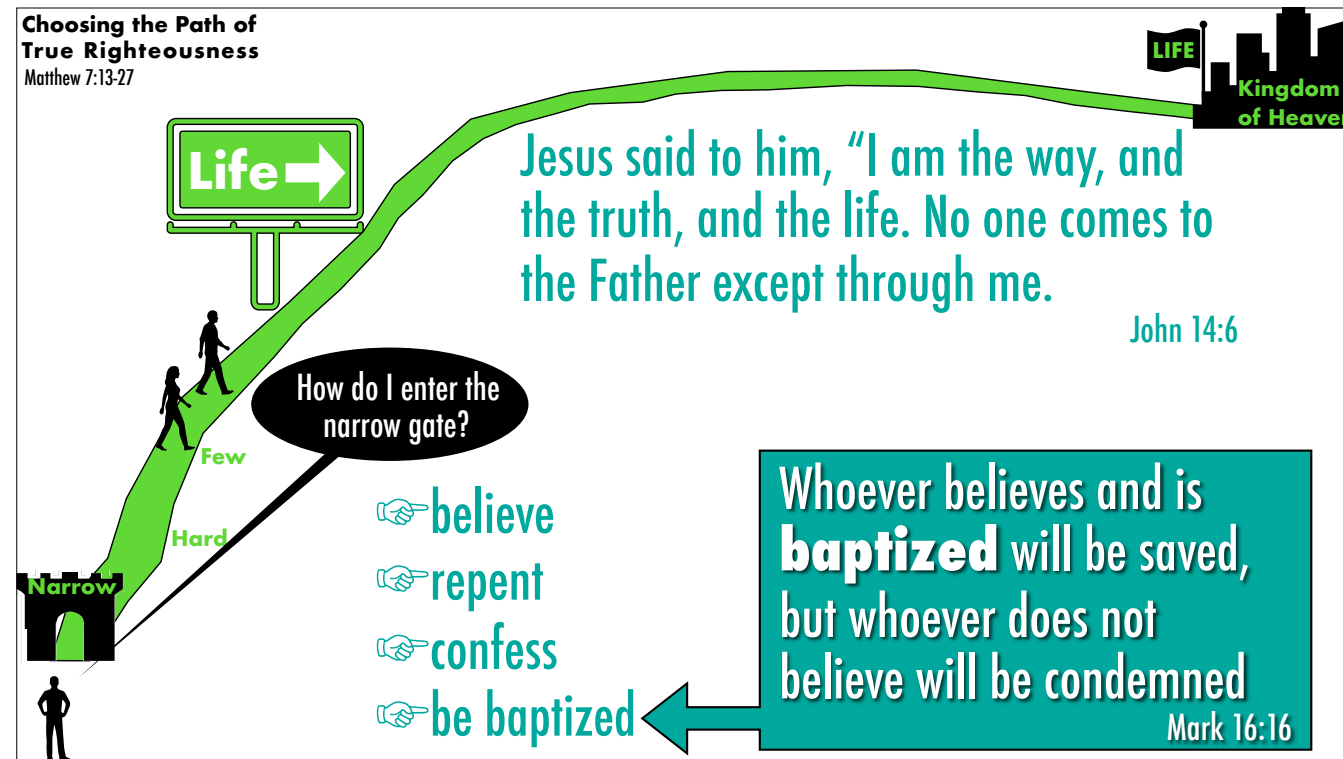 Choosing the Path of
True Righteousness
Matthew 7:13-27
LIFE
Kingdom
of Heaven
Life
Jesus said to him, “I am the way, and
the truth, and the life. No one comes to
the Father except through me.
John 14:6
How do I enter the
narrow gate?
Few
Hard
Narrow
☞believe
☞repent
☞confess
☞be baptized
Whoever believes and is
baptized will be saved,
but whoever does not
believe will be condemned
Mark 16:16